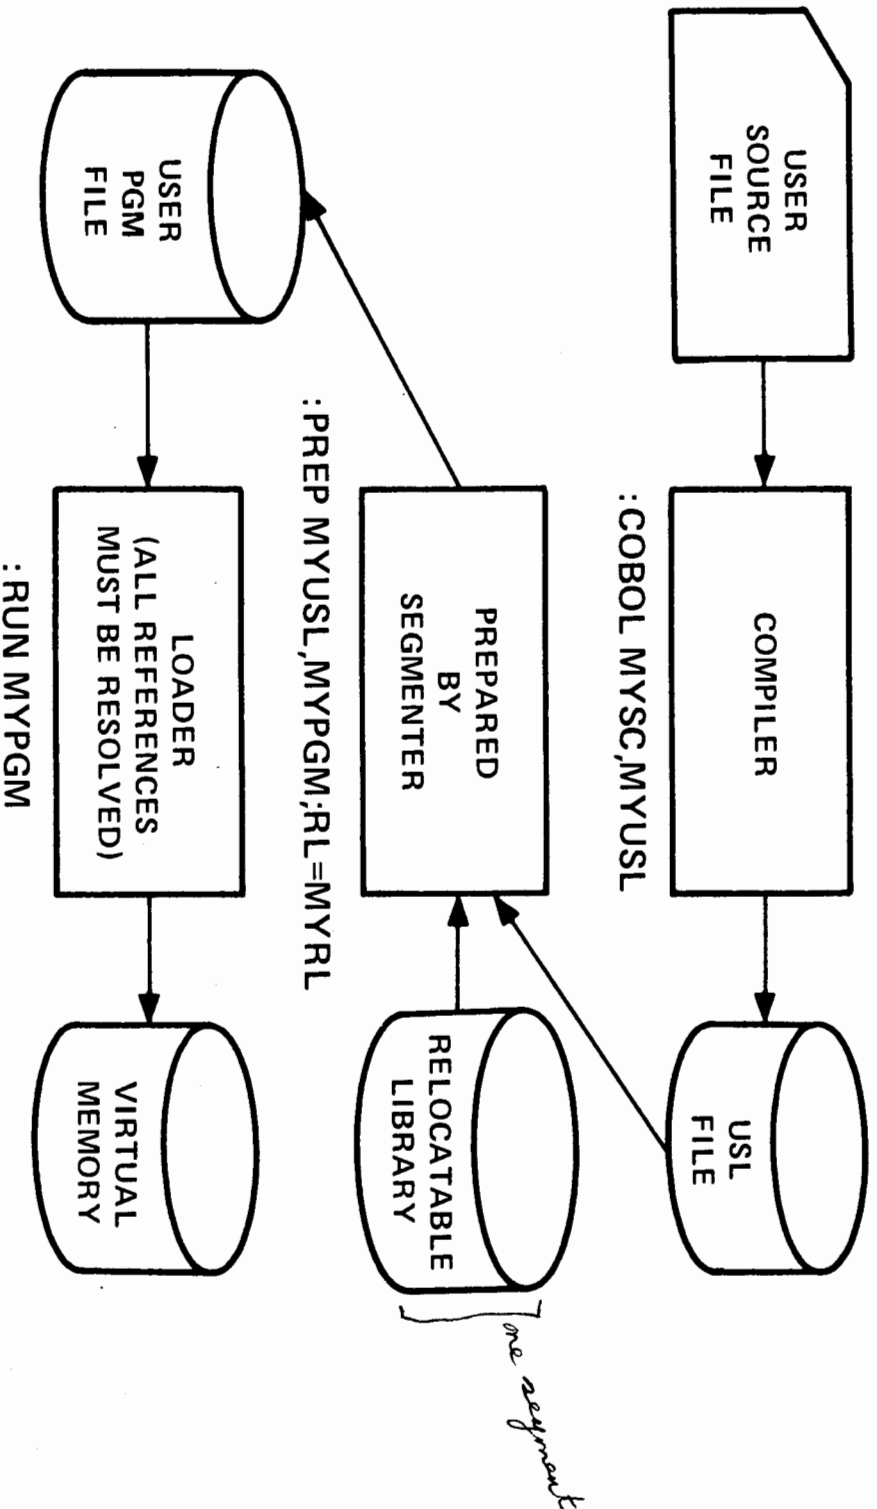 USER
SOURCE
FILE
COMPILER
:COBOL MYSC,MYUSL
USL
FILE
PREPARED
BY
SEGMENTER
:PREP MYUSL,MYPGM;RL=MYRL
RELOCATABLE
LIBRARY
one segment
USER
PGM
FILE
LOADER
(ALL REFERENCES
MUST BE RESOLVED)
:RUN MYPGM
VIRTUAL
MEMORY